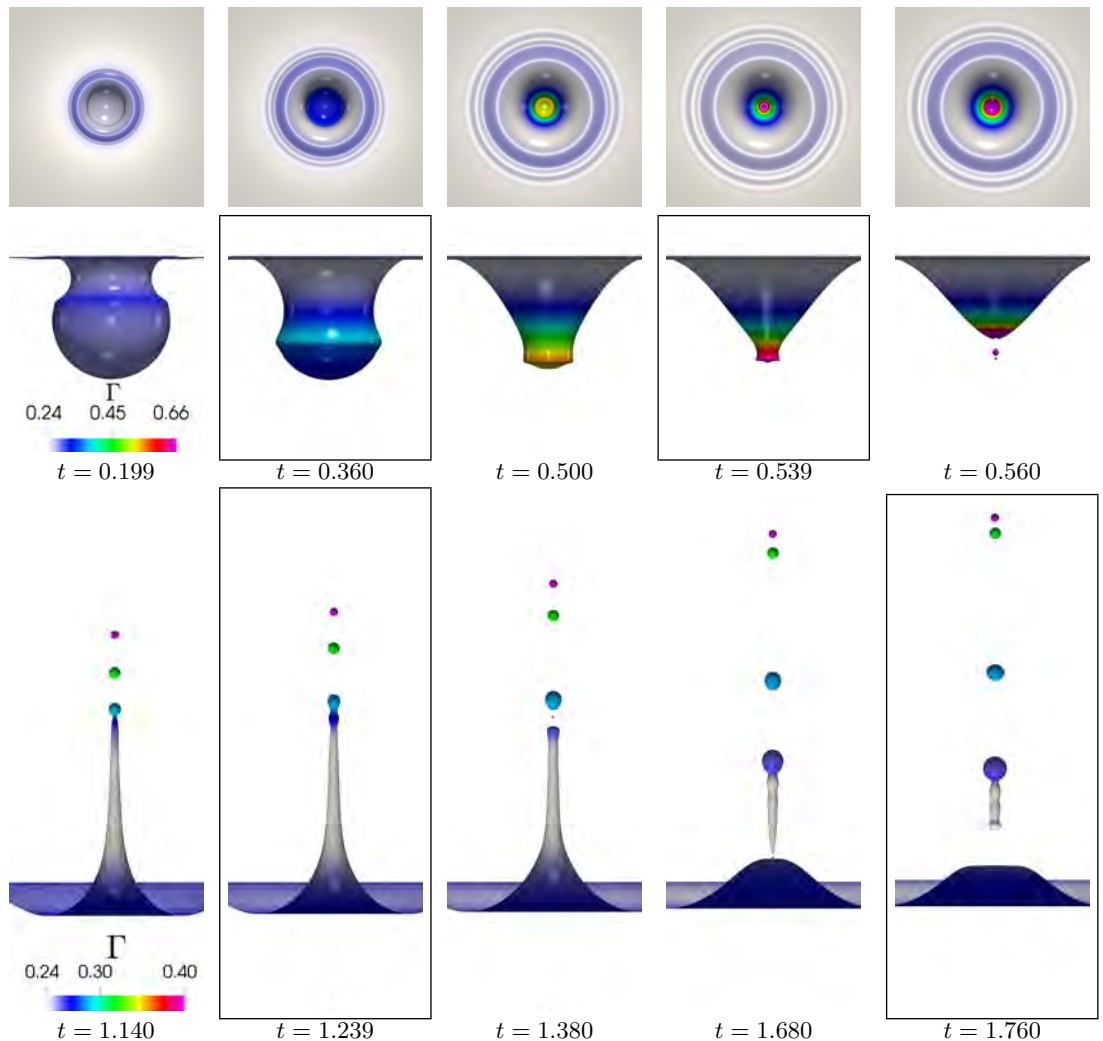 Γ
0.24 0.45 0.66
t = 0.199 t = 0.360 t = 0.500 t = 0.539 t = 0.560
Γ
0.24 0.30 0.40
t = 1.140 t = 1.239 t = 1.380 t = 1.680 t = 1.760